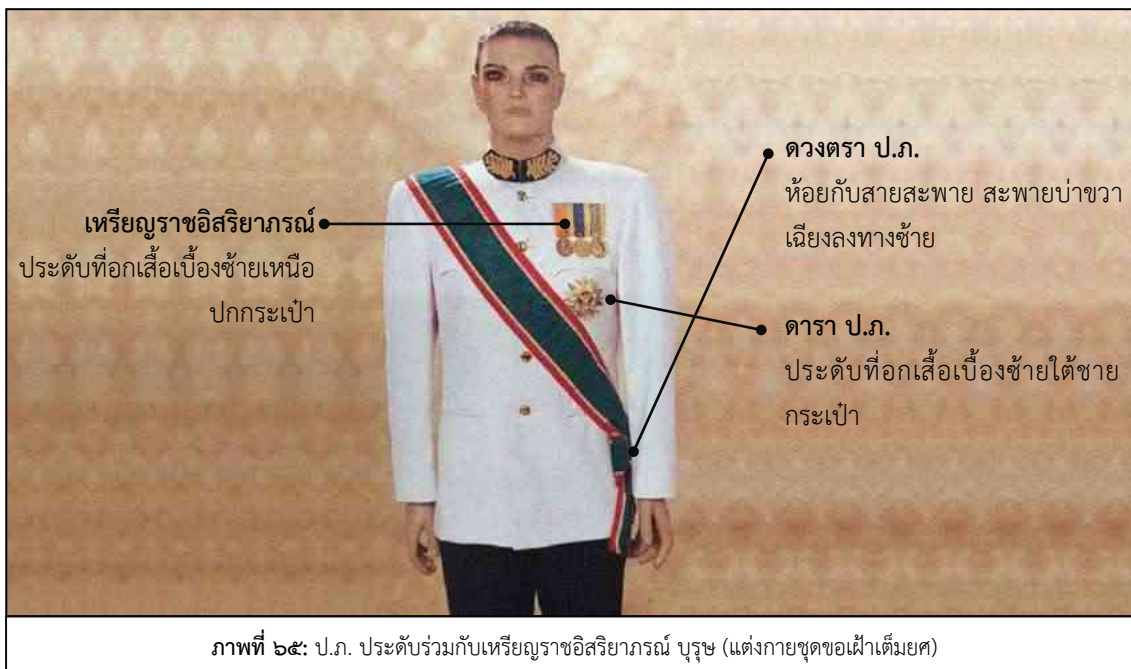 เหรียญราชอิสริยาภรณ์
ประดับที่อกเสื้อเบื้องซ้ายเหนือ
ปกกระเป๋า
ดวงตรา ป.ภ.
ห้อยกับสายสะพาย สะพายบ่าขวา
เฉียงลงทางซ้าย
ดารา ป.ภ.
ประดับที่อกเสื้อเบื้องซ้ายใต้ชาย
กระเป๋า
ภาพที่ ๖๕: ป.ภ. ประดับร่วมกับเหรียญราชอิสริยาภรณ์ บุรุษ (แต่งกายชุดขอเฝ้าเต็มยศ)